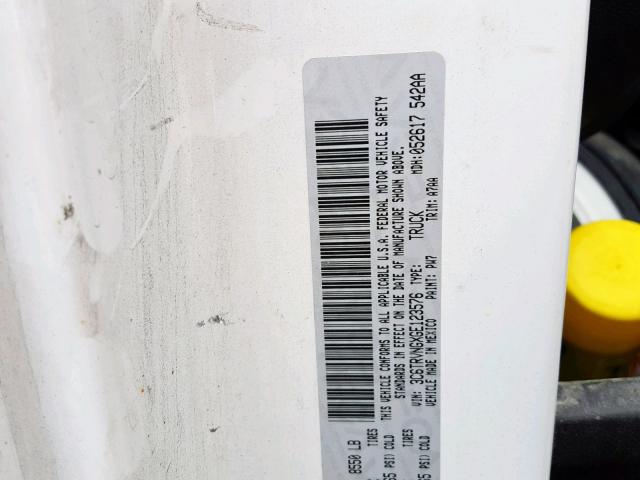 8550 LB
TIRES
PSI) COLD
TIRES
PSI) COLD
THIS VEHICLE CONFORMS TO ALL APPLICABLE U.S.A. FEDERAL MOTOR VEHICLE SAFETY
STANDARDS IN EFFECT ON THE DATE OF MANUFACTURE SHOWN ABOVE.
VIN: 3C6TRVNGXGE123576 TYPE: TRUCK MDH:052617 542AA
VEHICLE MADE IN MEXICO PAINT: PW7 TRIM: A7AA